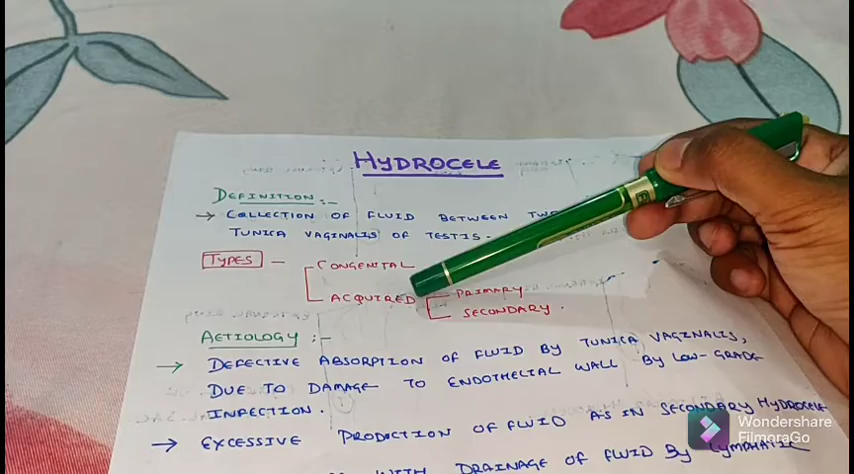 HYDROCELE
DEFINITION :-
→ COLLECTION OF FLUID BETWEEN TWO
TUNICA VAGINALIS OF TESTIS.
TYPES - CONGENITAL
ACQUIRED PRIMARY
SECONDARY.
AETIOLOGY :-
→ DEFECTIVE ABSORPTION OF FLUID BY TUNICA VAGINALIS,
DUE TO DAMAGE TO ENDOTHELIAL WALL BY LOW-GRADE
INFECTION.
→ EXCESSIVE PRODUCTION OF FLUID AS IN SECONDARY HYDROCELE
WITH DRAINAGE OF FLUID BY LYMPHATIC
Wondershare
FilmoraGo